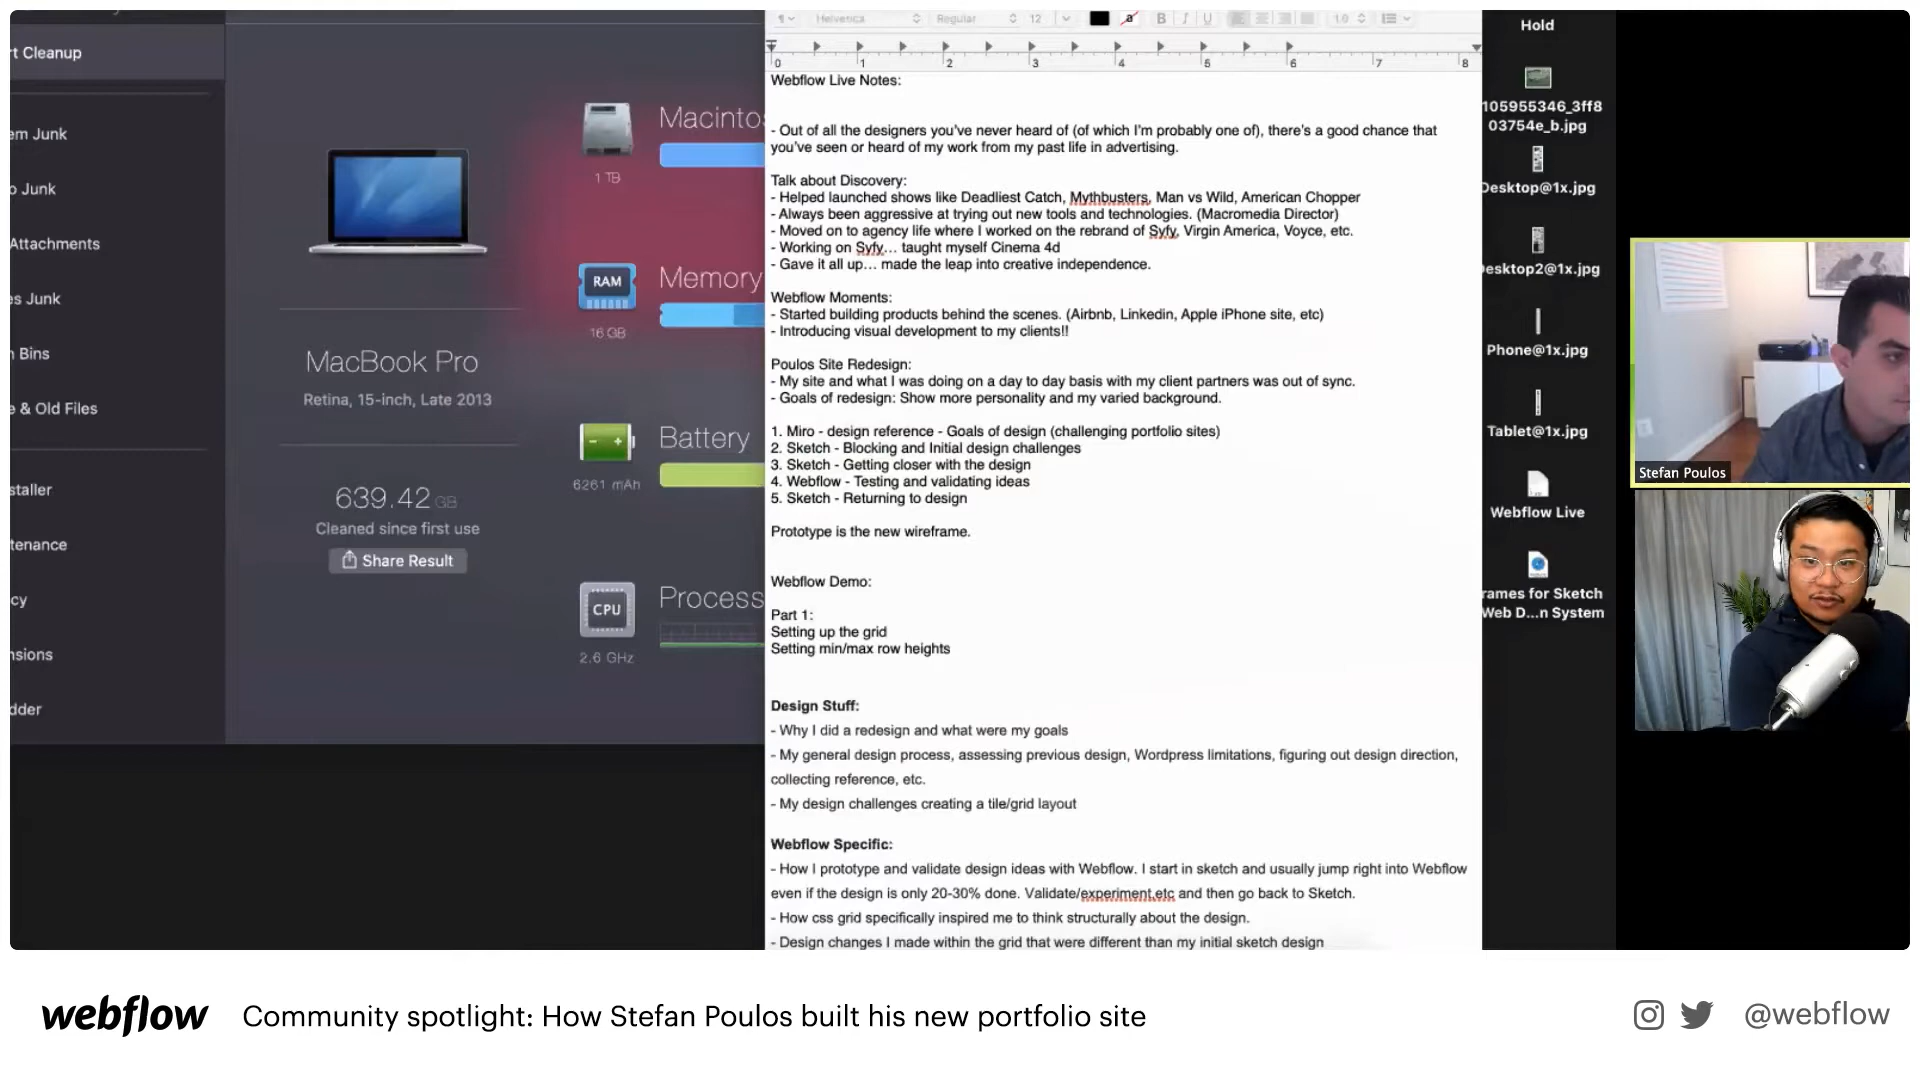 rt Cleanup
em Junk
o Junk
Attachments
es Junk
n Bins
e & Old Files
staller
tenance
cy
nsions
dder
MacBook Pro
Retina, 15-inch, Late 2013
639.42 GB
Cleaned since first use
Share Result
Macinto
1 TB
RAM
Memory
16 GB
Battery
6261 mAh
CPU
Process
2.6 GHz
Helvetica Regular 12 a B I U 1.0
0 1 2 3 4 5 6 7 8
Webflow Live Notes:
- Out of all the designers you've never heard of (of which I'm probably one of), there's a good chance that
you've seen or heard of my work from my past life in advertising.
Talk about Discovery:
- Helped launched shows like Deadliest Catch, Mythbusters, Man vs Wild, American Chopper
- Always been aggressive at trying out new tools and technologies. (Macromedia Director)
- Moved on to agency life where I worked on the rebrand of Syfy, Virgin America, Voyce, etc.
- Working on Syfy... taught myself Cinema 4d
- Gave it all up... made the leap into creative independence.
Webflow Moments:
- Started building products behind the scenes. (Airbnb, Linkedin, Apple iPhone site, etc)
- Introducing visual development to my clients!!
Poulos Site Redesign:
- My site and what I was doing on a day to day basis with my client partners was out of sync.
- Goals of redesign: Show more personality and my varied background.
1. Miro - design reference - Goals of design (challenging portfolio sites)
2. Sketch - Blocking and Initial design challenges
3. Sketch - Getting closer with the design
4. Webflow - Testing and validating ideas
5. Sketch - Returning to design
Prototype is the new wireframe.
Webflow Demo:
Part 1:
Setting up the grid
Setting min/max row heights
Design Stuff:
- Why I did a redesign and what were my goals
- My general design process, assessing previous design, Wordpress limitations, figuring out design direction,
collecting reference, etc.
- My design challenges creating a tile/grid layout
Webflow Specific:
- How I prototype and validate design ideas with Webflow. I start in sketch and usually jump right into Webflow
even if the design is only 20-30% done. Validate/experiment,etc and then go back to Sketch.
- How css grid specifically inspired me to think structurally about the design.
- Design changes I made within the grid that were different than my initial sketch design
Hold
105955346_3ff8
03754e_b.jpg
Desktop@1x.jpg
esktop2@1x.jpg
Phone@1x.jpg
Tablet@1x.jpg
Webflow Live
rames for Sketch
Web D...n System
Stefan Poulos
webflow
Community spotlight: How Stefan Poulos built his new portfolio site
@webflow